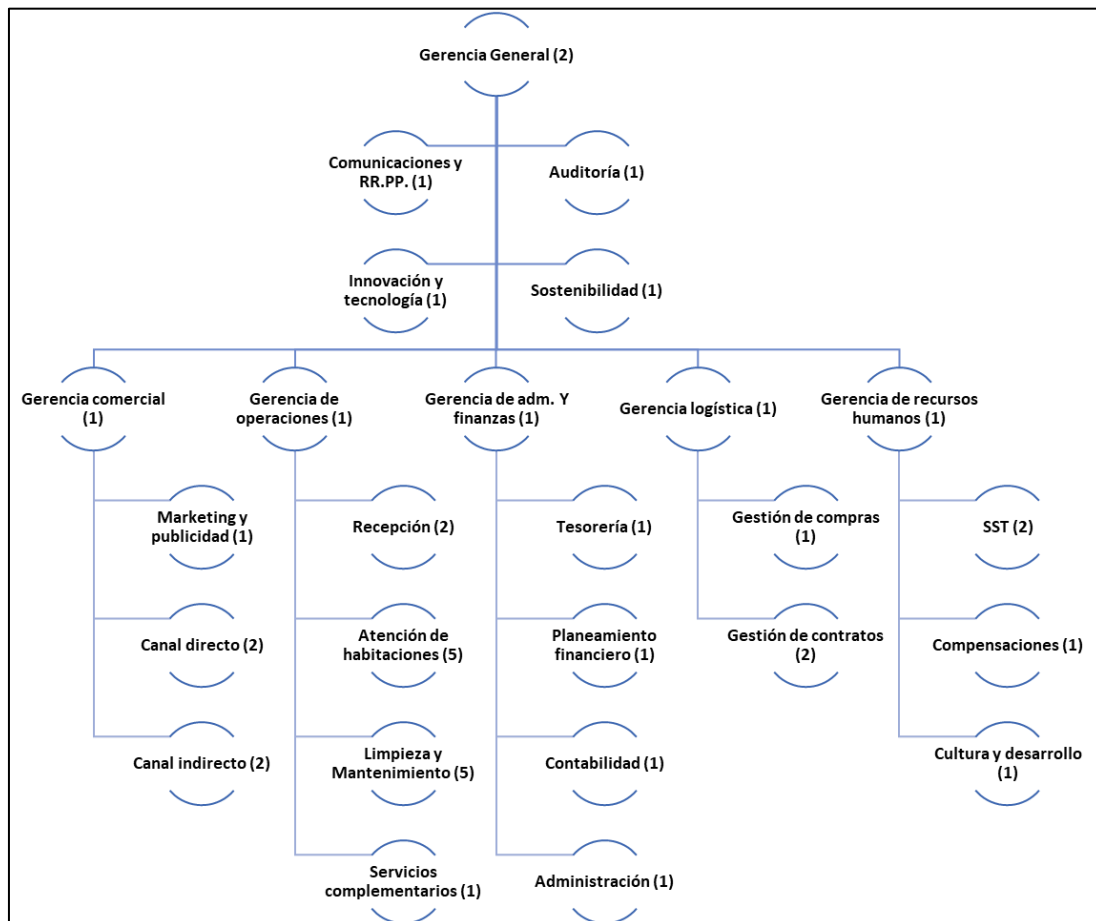 Gerencia General (2)
Comunicaciones y
RR.PP. (1)
Auditoría (1)
Innovación y
tecnología (1)
Sostenibilidad (1)
Gerencia comercial
(1)
Gerencia de
operaciones (1)
Gerencia de adm. Y
finanzas (1)
Gerencia logística (1)
Gerencia de recursos
humanos (1)
Marketing y
publicidad (1)
Canal directo (2)
Canal indirecto (2)
Recepción (2)
Atención de
habitaciones (5)
Limpieza y
Mantenimiento (5)
Servicios
complementarios (1)
Tesorería (1)
Planeamiento
financiero (1)
Contabilidad (1)
Administración (1)
Gestión de compras
(1)
Gestión de contratos
(2)
SST (2)
Compensaciones (1)
Cultura y desarrollo
(1)